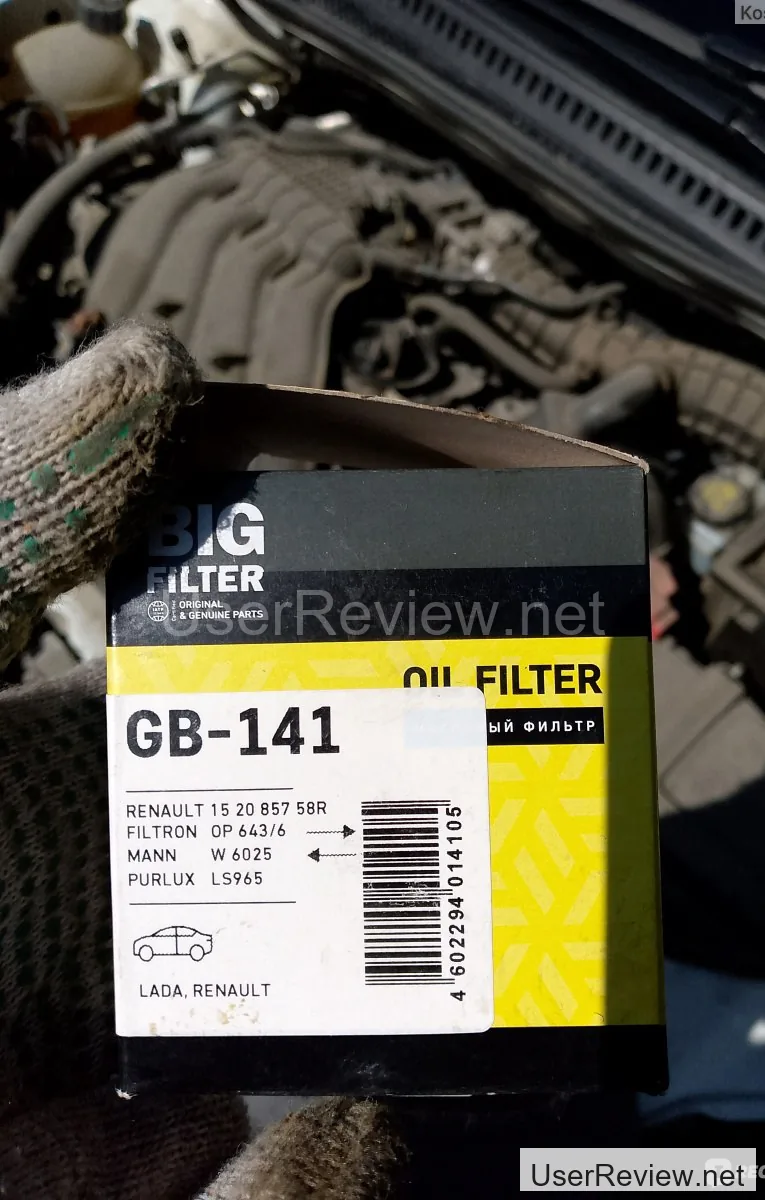 BIG
FILTER
ORIGINAL
& GENUINE PARTS
UserReview.net
OIL FILTER
ЫЙ ФИЛЬТР
GB-141
RENAULT 15 20 857 58R
FILTRON OP 643/6
MANN W 6025
PURLUX LS965
4 602294 014105
LADA, RENAULT
UserReview.net